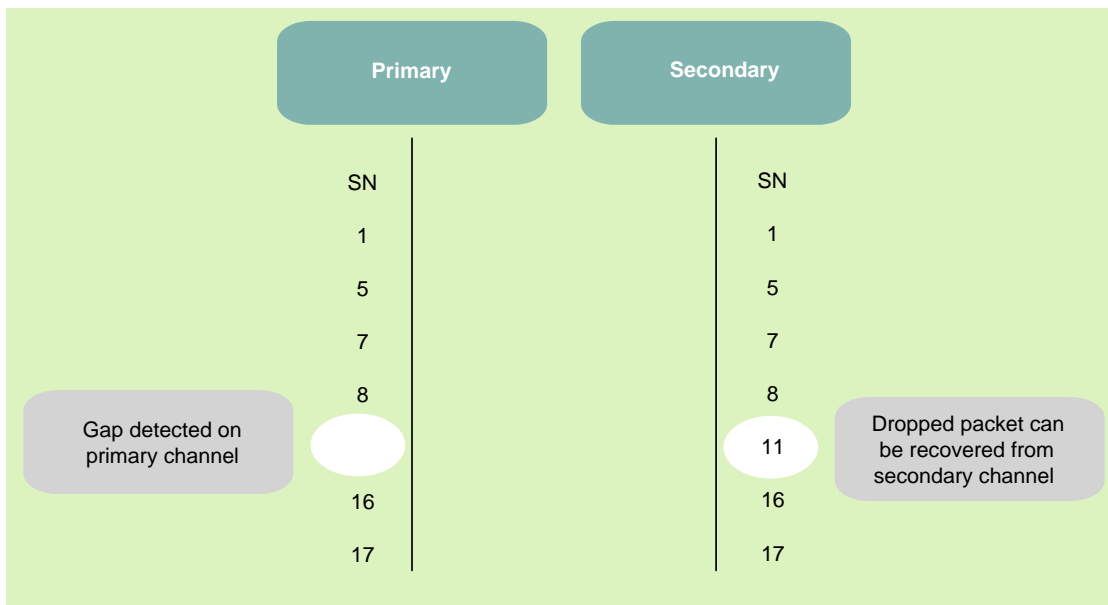 Primary
Secondary
SN
SN
1
1
5
5
7
7
8
8
Gap detected on
primary channel
11
Dropped packet can
be recovered from
secondary channel
16
16
17
17